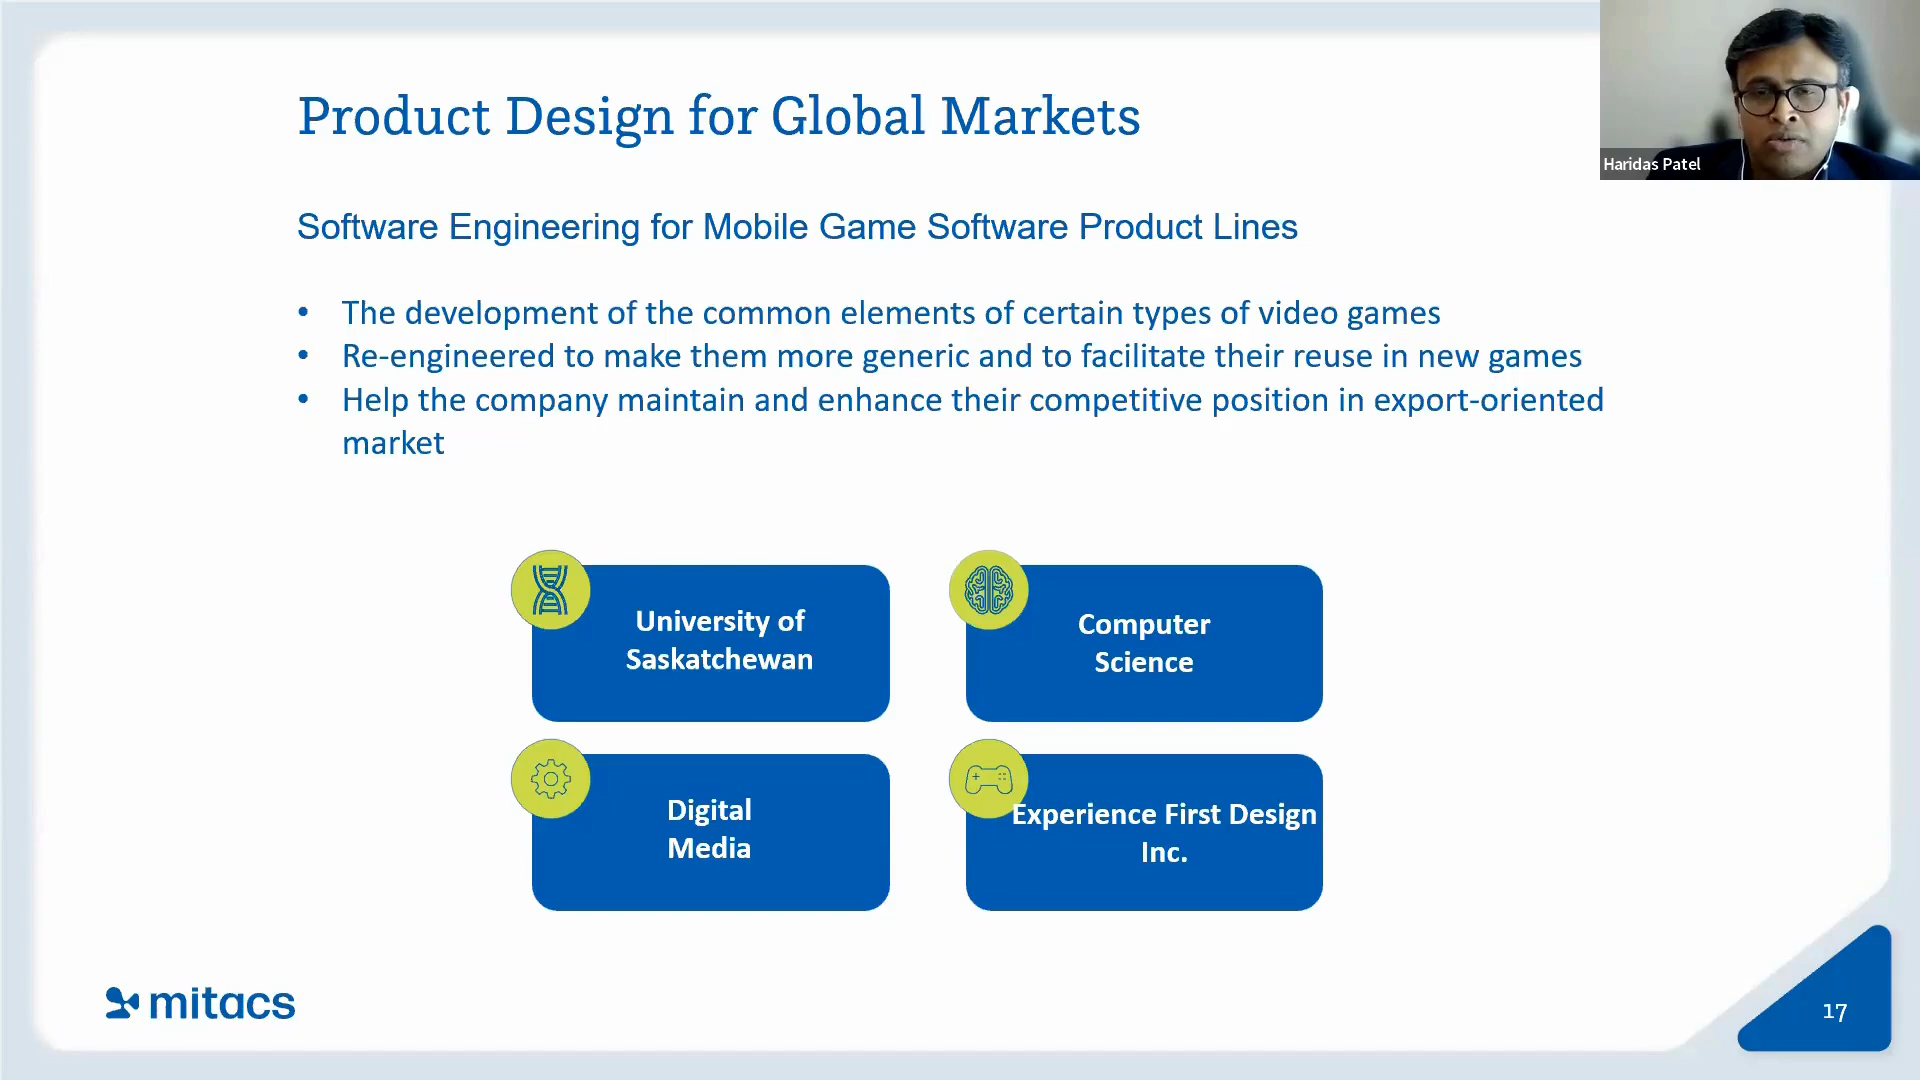 Product Design for Global Markets
Haridas Patel
Software Engineering for Mobile Game Software Product Lines
• The development of the common elements of certain types of video games
• Re-engineered to make them more generic and to facilitate their reuse in new games
• Help the company maintain and enhance their competitive position in export-oriented
market
University of
Saskatchewan
Computer
Science
Digital
Media
Experience First Design
Inc.
mitacs
17